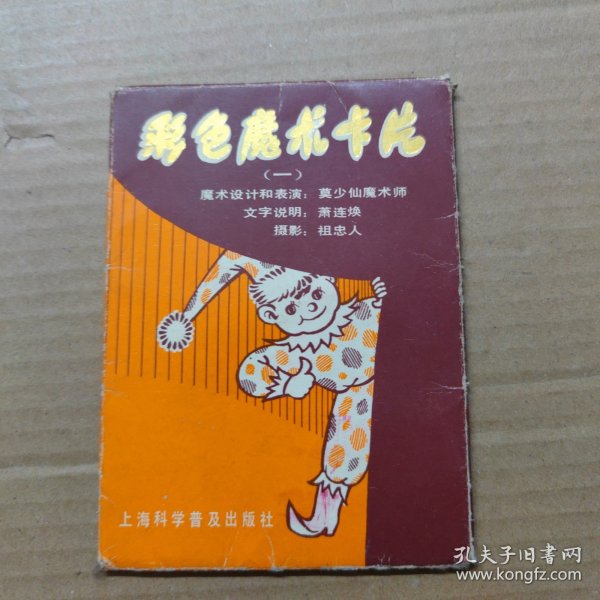 彩色魔术卡片
（一）
魔术设计和表演：莫少仙魔术师
文字说明：萧连焕
摄影：祖忠人
上海科学普及出版社
孔夫子旧书网
www.kongfz.com